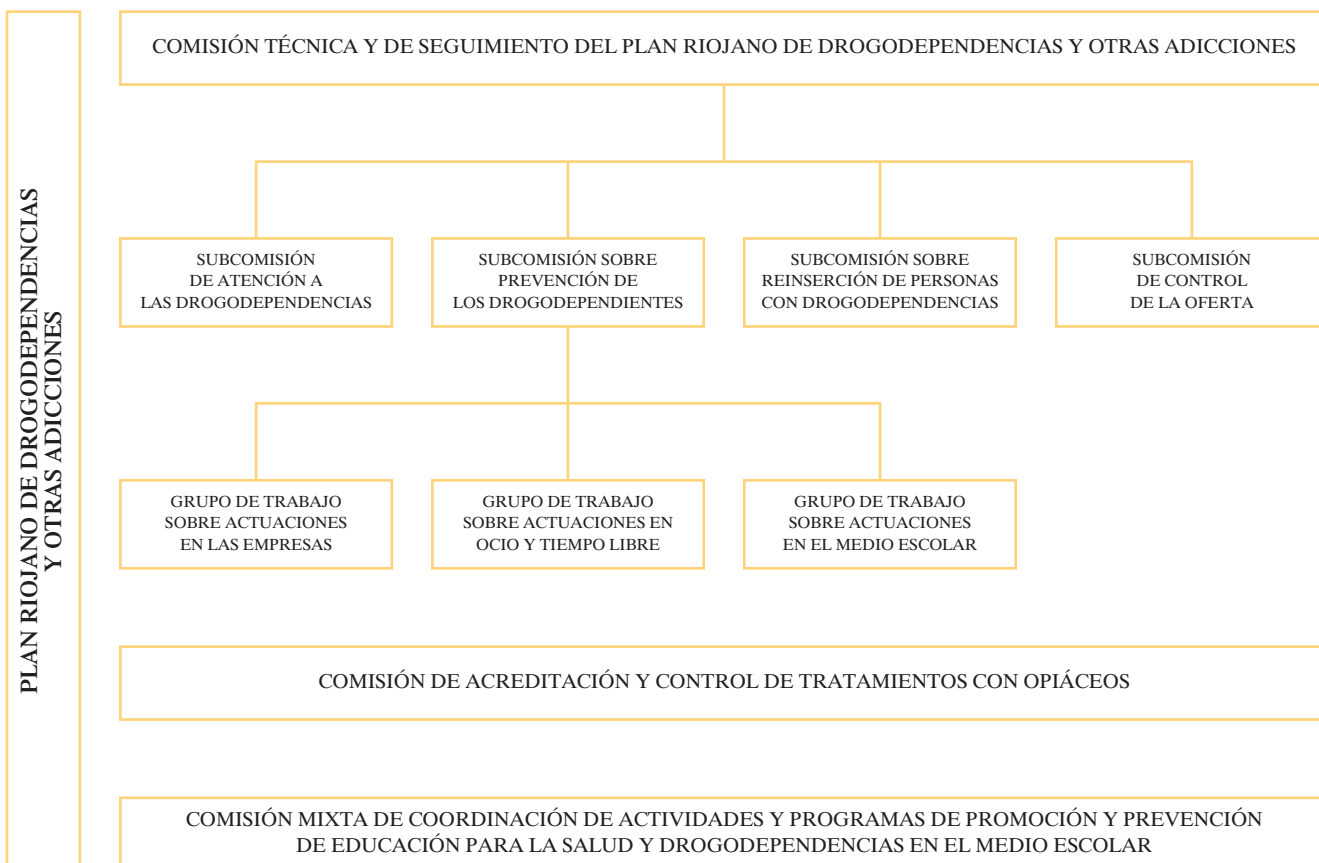 PLAN RIOJANO DE DROGODEPENDENCIAS
Y OTRAS ADICCIONES
COMISIÓN TÉCNICA Y DE SEGUIMIENTO DEL PLAN RIOJANO DE DROGODEPENDENCIAS Y OTRAS ADICCIONES
SUBCOMISIÓN
DE ATENCIÓN A
LAS DROGODEPENDENCIAS
SUBCOMISIÓN SOBRE
PREVENCIÓN DE
LOS DROGODEPENDIENTES
SUBCOMISIÓN SOBRE
REINSERCIÓN DE PERSONAS
CON DROGODEPENDENCIAS
SUBCOMISIÓN
DE CONTROL
DE LA OFERTA
GRUPO DE TRABAJO
SOBRE ACTUACIONES
EN LAS EMPRESAS
GRUPO DE TRABAJO
SOBRE ACTUACIONES EN
OCIO Y TIEMPO LIBRE
GRUPO DE TRABAJO
SOBRE ACTUACIONES
EN EL MEDIO ESCOLAR
COMISIÓN DE ACREDITACIÓN Y CONTROL DE TRATAMIENTOS CON OPIÁCEOS
COMISIÓN MIXTA DE COORDINACIÓN DE ACTIVIDADES Y PROGRAMAS DE PROMOCIÓN Y PREVENCIÓN
DE EDUCACIÓN PARA LA SALUD Y DROGODEPENDENCIAS EN EL MEDIO ESCOLAR